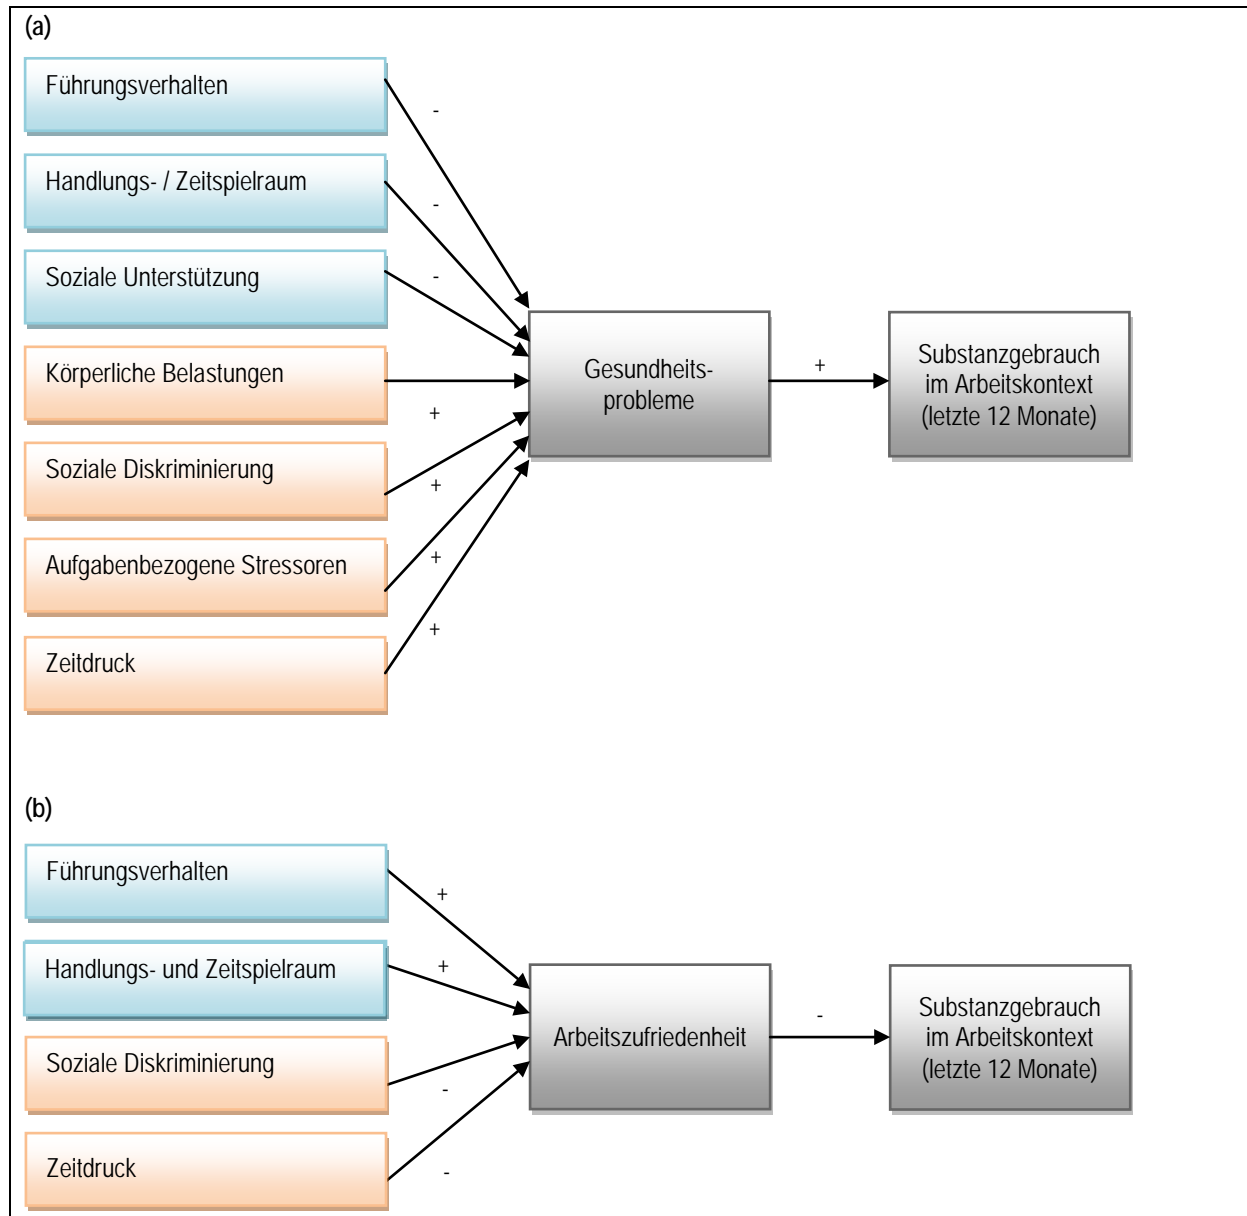 (a)
Führungsverhalten
-
Handlungs- / Zeitspielraum
-
Soziale Unterstützung
-
Körperliche Belastungen
+
Soziale Diskriminierung
+
Aufgabenbezogene Stressoren
+
Zeitdruck
+
Gesundheits-
probleme
+
Substanzgebrauch
im Arbeitskontext
(letzte 12 Monate)
(b)
Führungsverhalten
+
Handlungs- und Zeitspielraum
+
Soziale Diskriminierung
-
Zeitdruck
-
Arbeitszufriedenheit
-
Substanzgebrauch
im Arbeitskontext
(letzte 12 Monate)